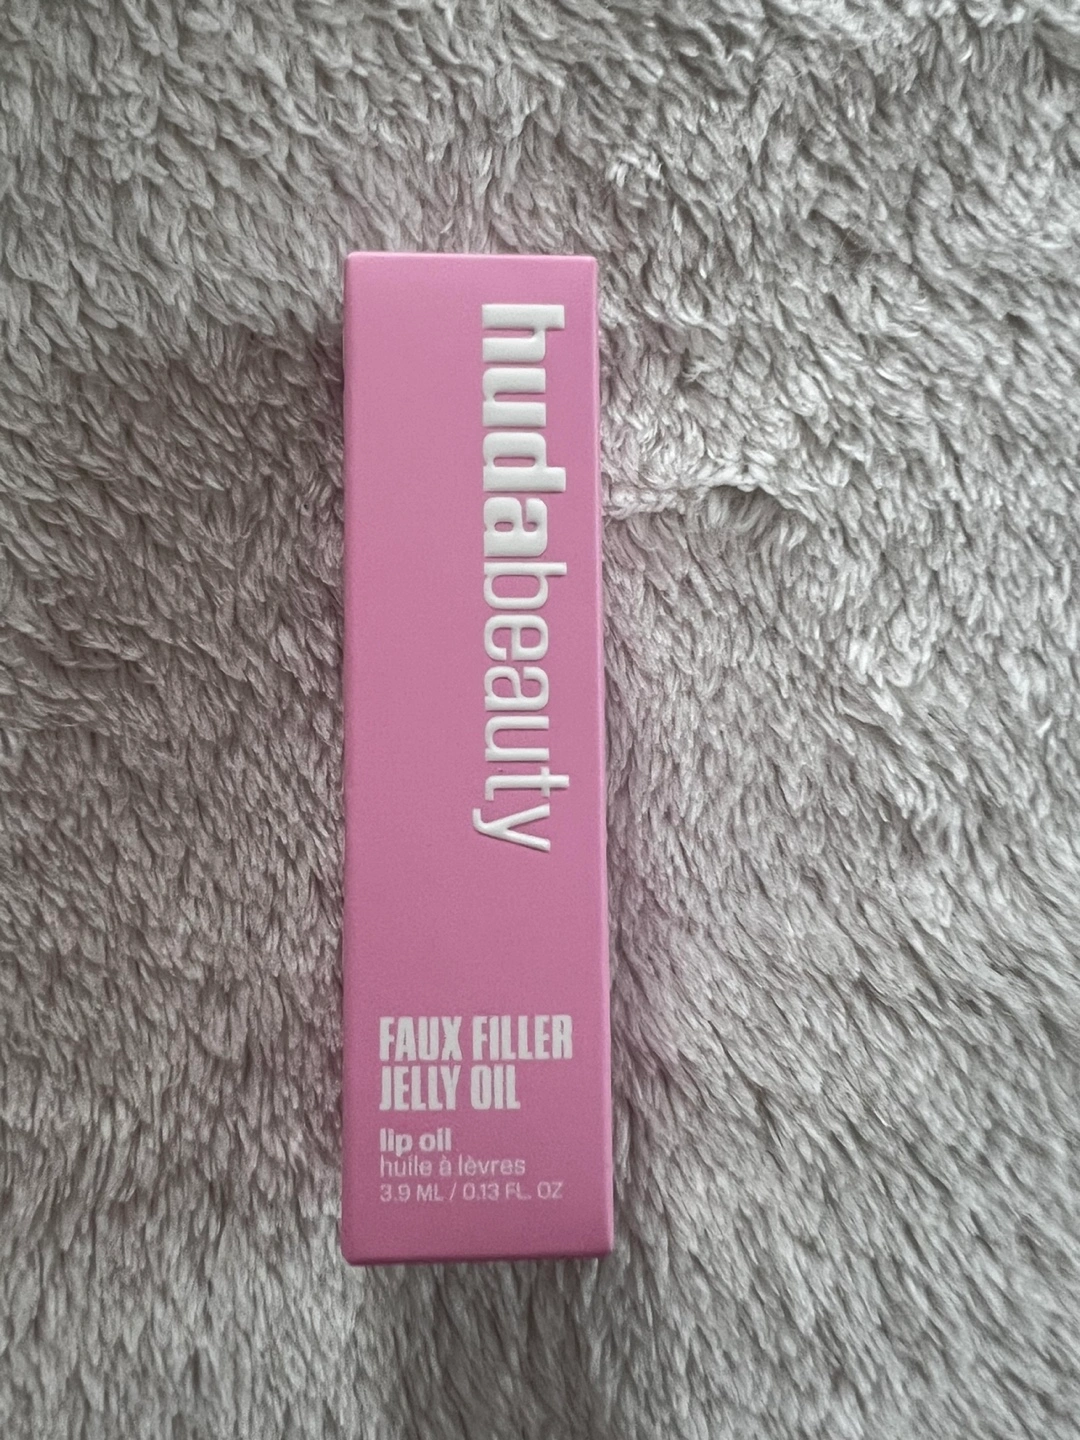 hudabeauty
FAUX FILLER
JELLY OIL
lip oil
huile à lèvres
3.9 ML / 0.13 FL. OZ